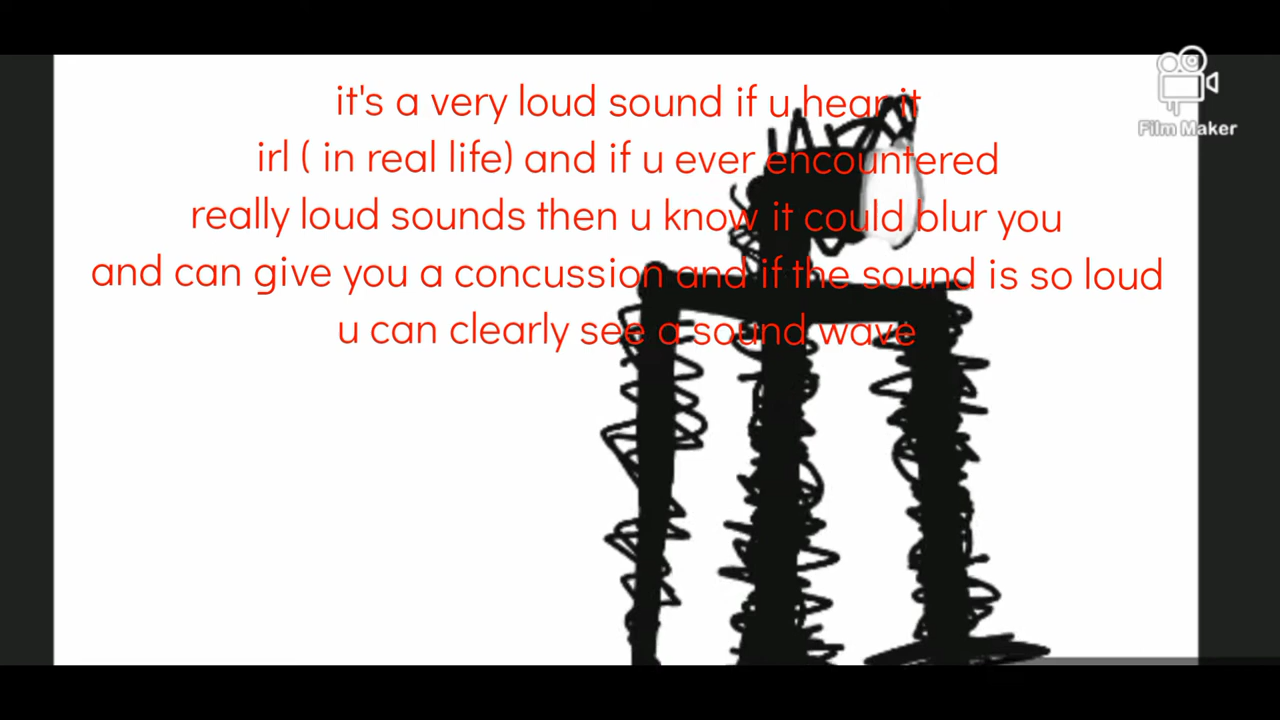 it's a very loud sound if u hear it
irl ( in real life) and if u ever encountered
really loud sounds then u know it could blur you
and can give you a concussion and if the sound is so loud
u can clearly see a sound wave
Film Maker